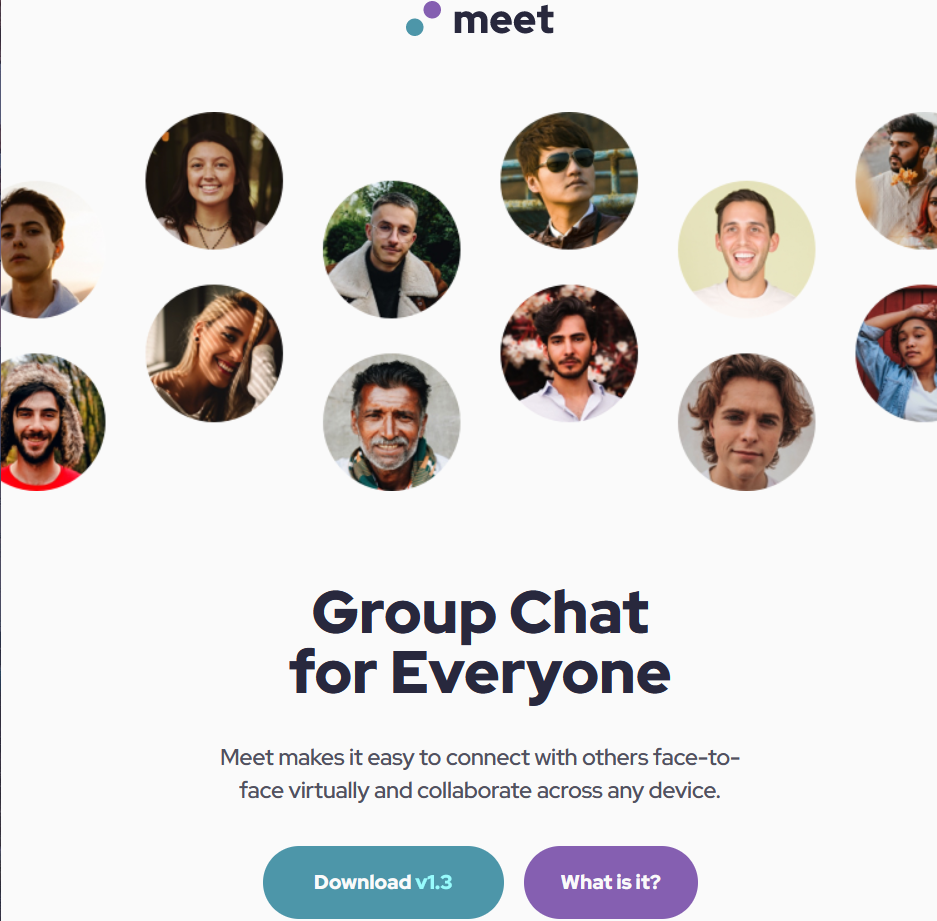 meet
Group Chat
for Everyone
Meet makes it easy to connect with others face-to-
face virtually and collaborate across any device.
Download v1.3
What is it?